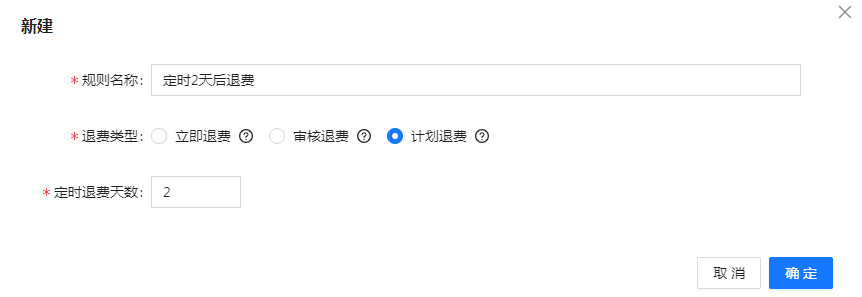 新建
* 规则名称: 定时2天后退费
* 退费类型: 立即退费 ? 审核退费 ? 计划退费 ?
* 定时退费天数: 2
取 消 确 定